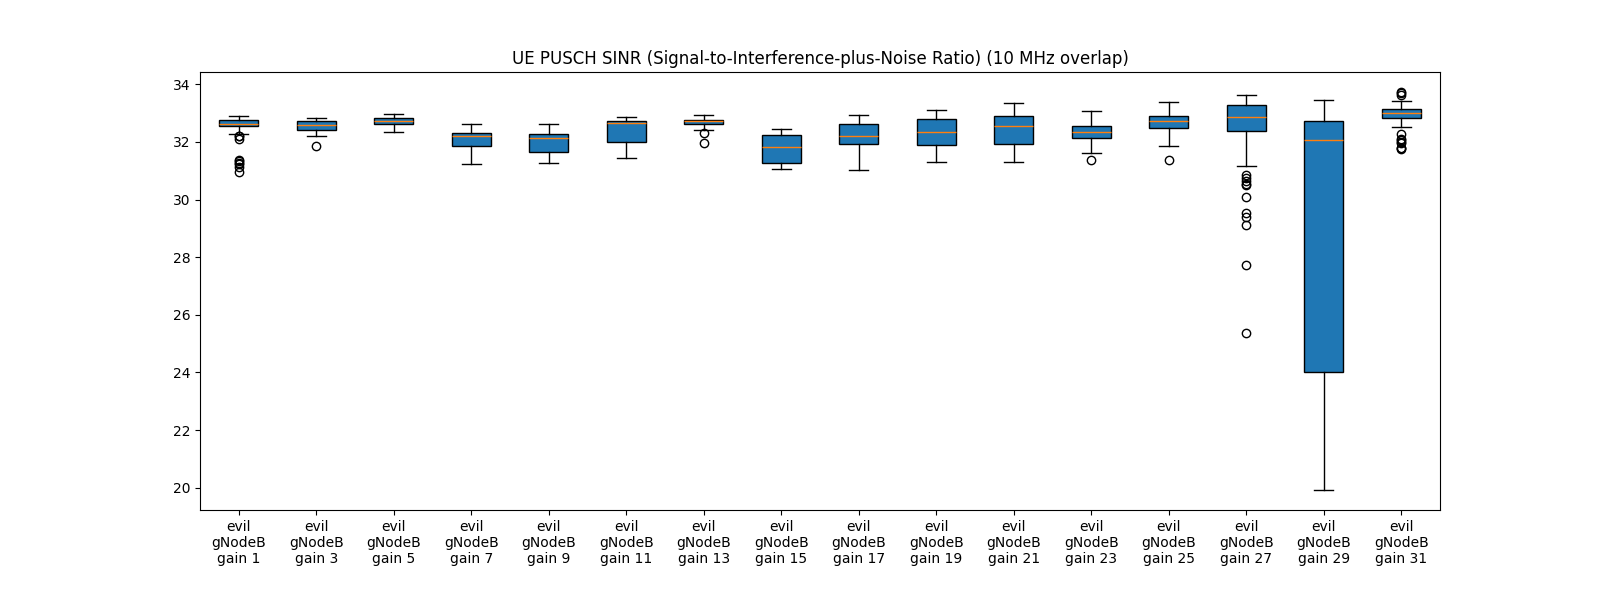 UE PUSCH SINR (Signal-to-Interference-plus-Noise Ratio) (10 MHz overlap)
34
32
30
28
26
24
22
20
evil
gNodeB
gain 1
evil
gNodeB
gain 3
evil
gNodeB
gain 5
evil
gNodeB
gain 7
evil
gNodeB
gain 9
evil
gNodeB
gain 11
evil
gNodeB
gain 13
evil
gNodeB
gain 15
evil
gNodeB
gain 17
evil
gNodeB
gain 19
evil
gNodeB
gain 21
evil
gNodeB
gain 23
evil
gNodeB
gain 25
evil
gNodeB
gain 27
evil
gNodeB
gain 29
evil
gNodeB
gain 31